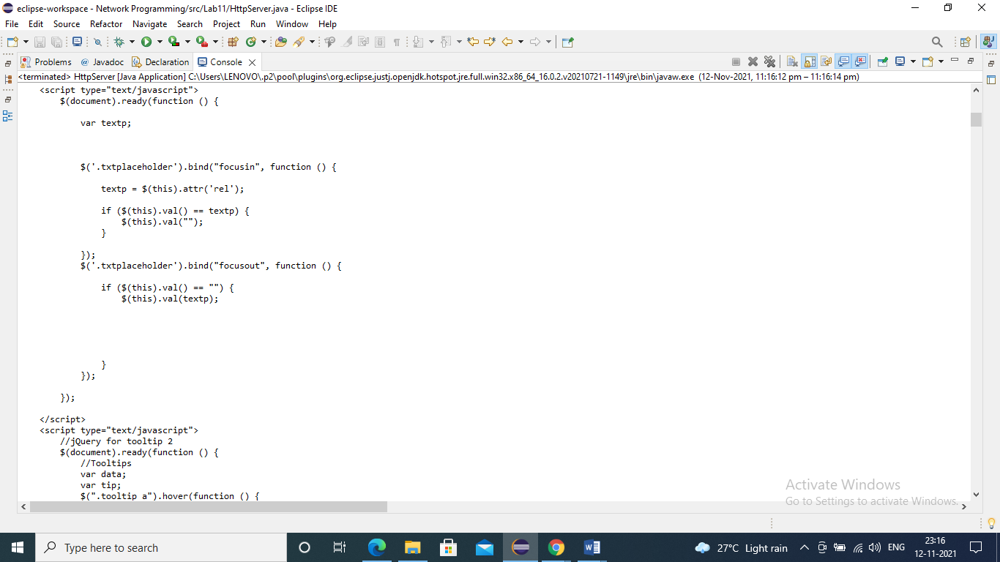 eclipse-workspace - Network Programming/src/Lab11/HttpServer.java - Eclipse IDE
File Edit Source Refactor Navigate Search Project Run Window Help
Problems @ Javadoc Declaration Console
<terminated> HttpServer [Java Application] C:\Users\LENOVO\.p2\pool\plugins\org.eclipse.justj.openjdk.hotspot.jre.full.win32.x86_64_16.0.2.v20210721-1149\jre\bin\javaw.exe (12-Nov-2021, 11:16:12 pm – 11:16:14 pm)
<script type="text/javascript">
$(document).ready(function () {
var textp;
$('.txtplaceholder').bind("focusin", function () {
textp = $(this).attr('rel');
if ($(this).val() == textp) {
$(this).val("");
}
});
$('.txtplaceholder').bind("focusout", function () {
if ($(this).val() == "") {
$(this).val(textp);
}
});
});
</script>
<script type="text/javascript">
//jQuery for tooltip 2
$(document).ready(function () {
//Tooltips
var data;
var tip;
$(".tooltip a").hover(function () {
Activate Windows
Go to Settings to activate Windows.
Type here to search
27°C Light rain
ENG
23:16
12-11-2021